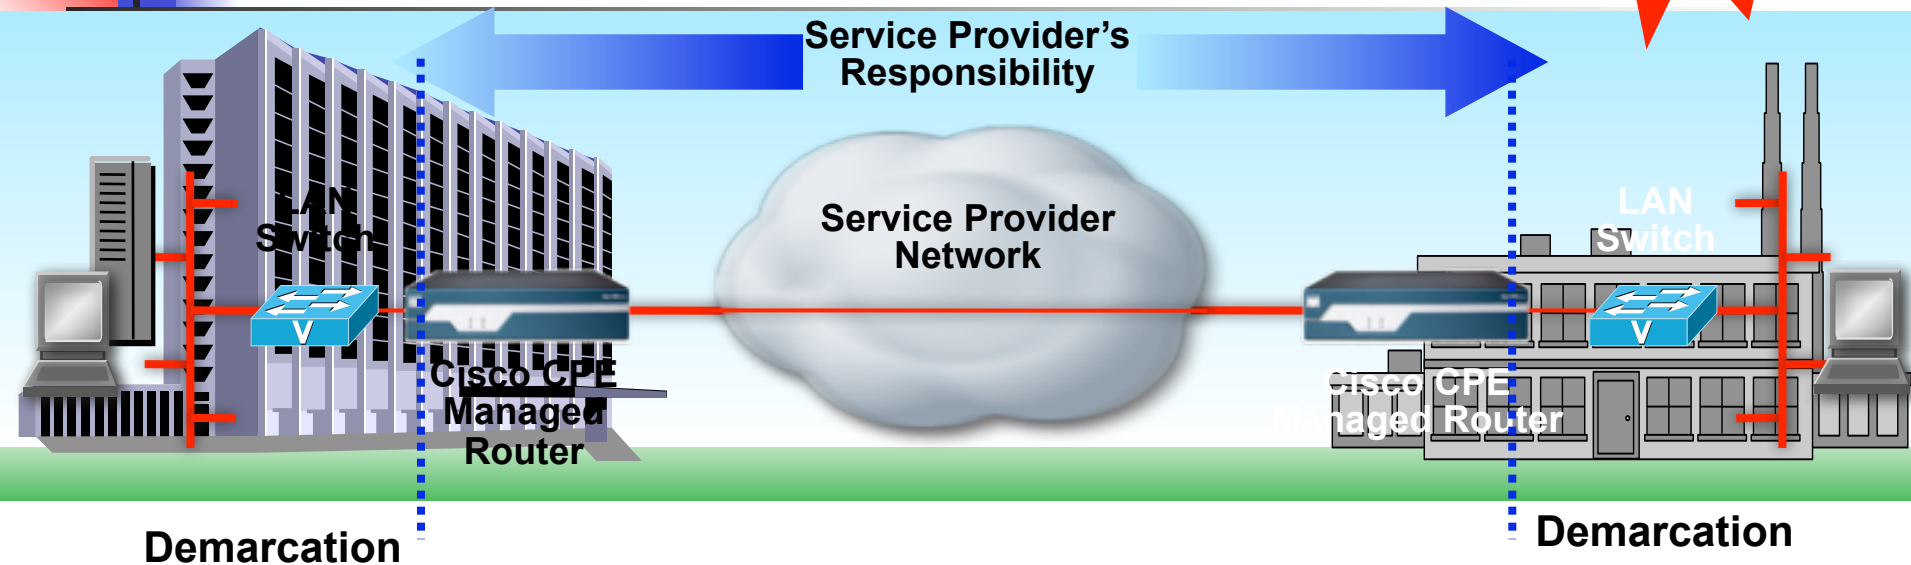 Service Provider's
Responsibility
LAN
Switch
Service Provider
Network
LAN
Switch
V
V
Cisco CPE
Managed
Router
Cisco CPE
Managed Router
Demarcation
Demarcation